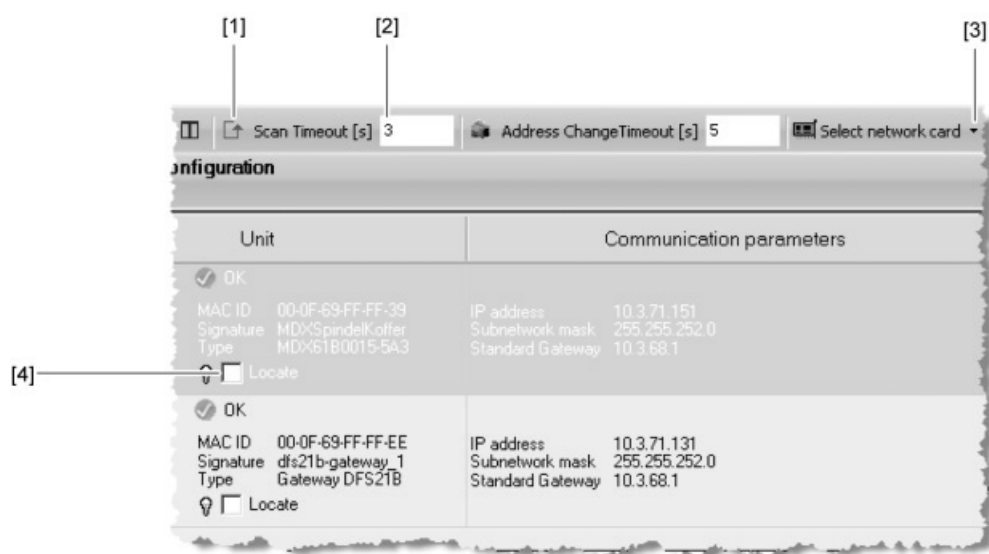 [1] [2] [3]
Scan Timeout [s] 3 Address ChangeTimeout [s] 5 Select network card
onfiguration
Unit Communication parameters
OK
MAC ID 00-0F-69-FF-FF-39 IP address 10.3.71.151
Signature MDXSpindelKoffer Subnetwork mask 255.255.252.0
Type MDX61B0015-5A3 Standard Gateway 10.3.68.1
[4] Locate
OK
MAC ID 00-0F-69-FF-FF-EE IP address 10.3.71.131
Signature dfs21b-gateway_1 Subnetwork mask 255.255.252.0
Type Gateway DFS21B Standard Gateway 10.3.68.1
Locate